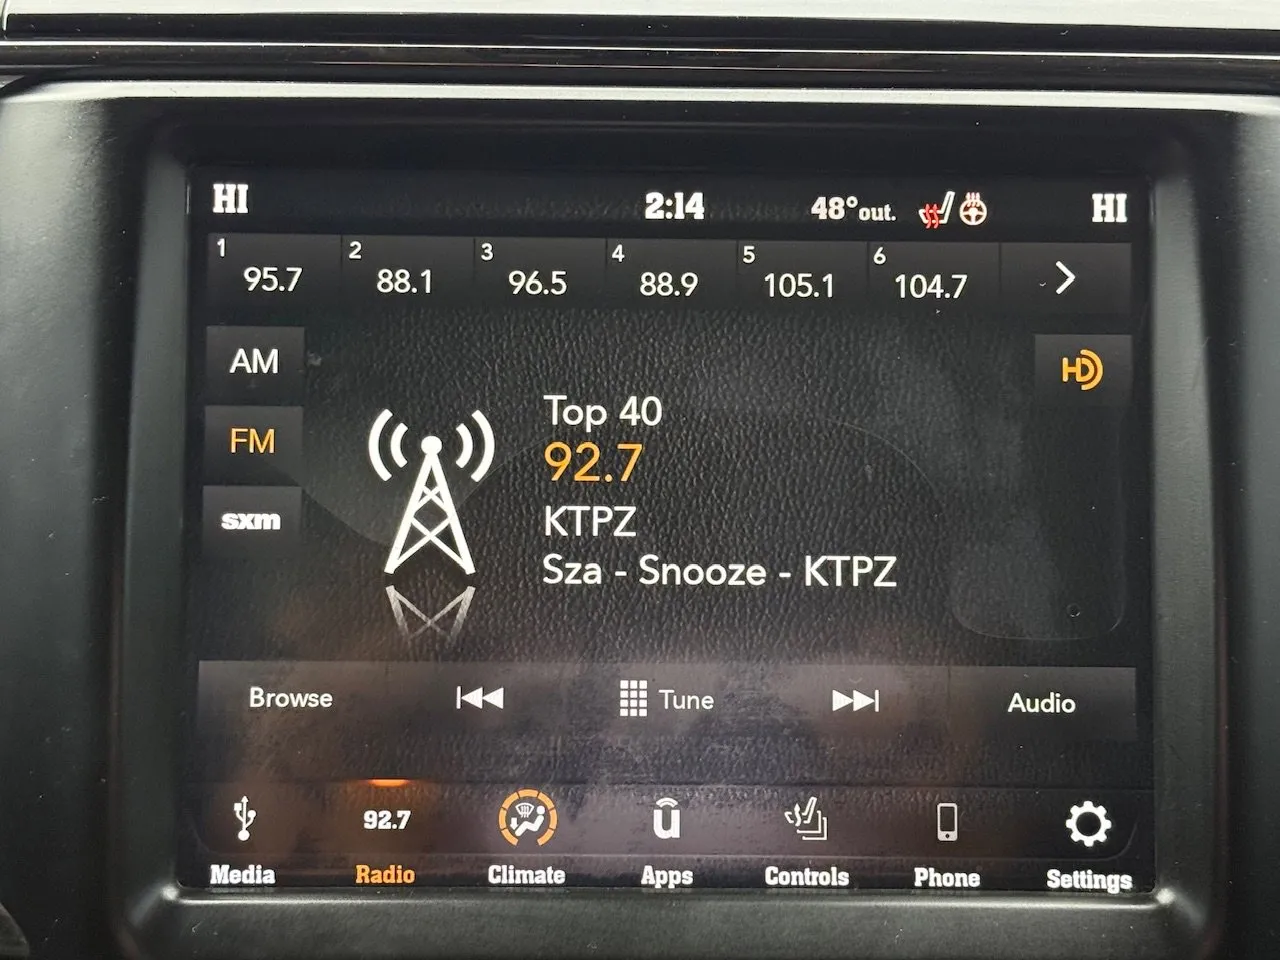 HI 2:14 48°out. HI
1 2 3 4 5 6
95.7 88.1 96.5 88.9 105.1 104.7
AM
HD
FM
sxm
Top 40
92.7
KTPZ
Sza - Snooze - KTPZ
Browse Tune Audio
92.7 u
Media Radio Climate Apps Controls Phone Settings